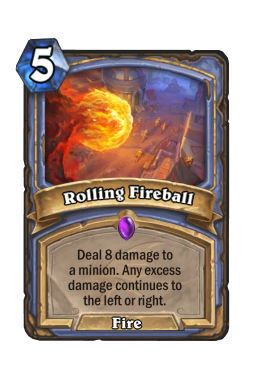 5
Rolling Fireball
Deal 8 damage to
a minion. Any excess
damage continues to
the left or right.
Fire